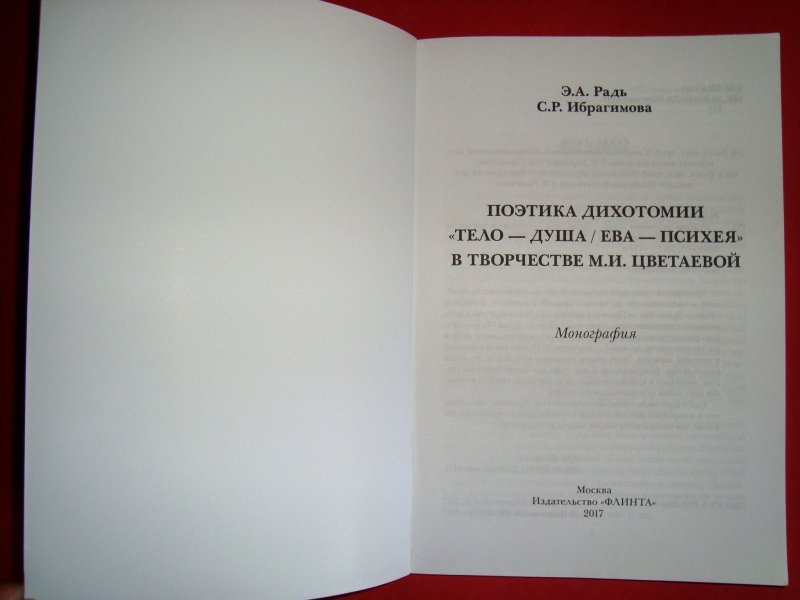 Э.А. Радь
С.Р. Ибрагимова
ПОЭТИКА ДИХОТОМИИ
«ТЕЛО — ДУША / ЕВА — ПСИХЕЯ»
В ТВОРЧЕСТВЕ М.И. ЦВЕТАЕВОЙ
Монография
Москва
Издательство «ФЛИНТА»
2017